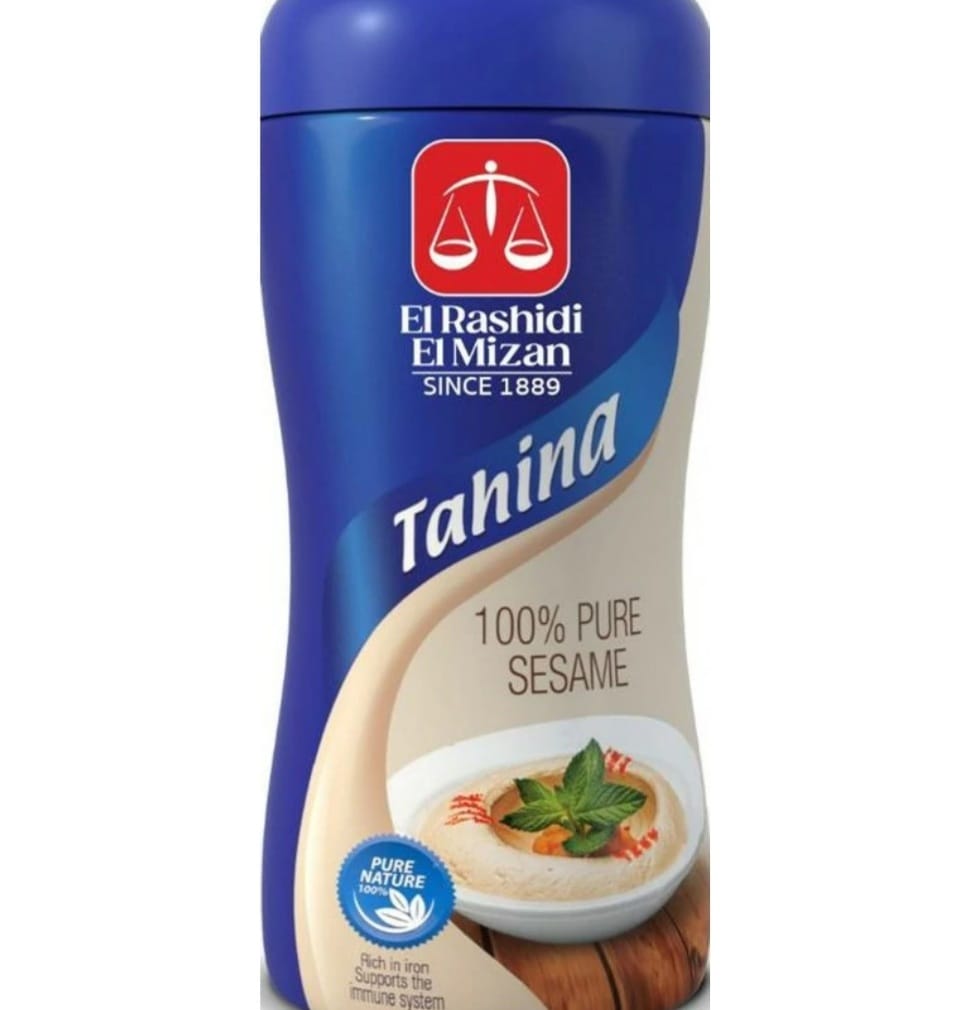 El Rashidi
El Mizan
SINCE 1889
Tahina
100% PURE
SESAME
PURE
NATURE
100%
Rich in iron
Supports the
immune system